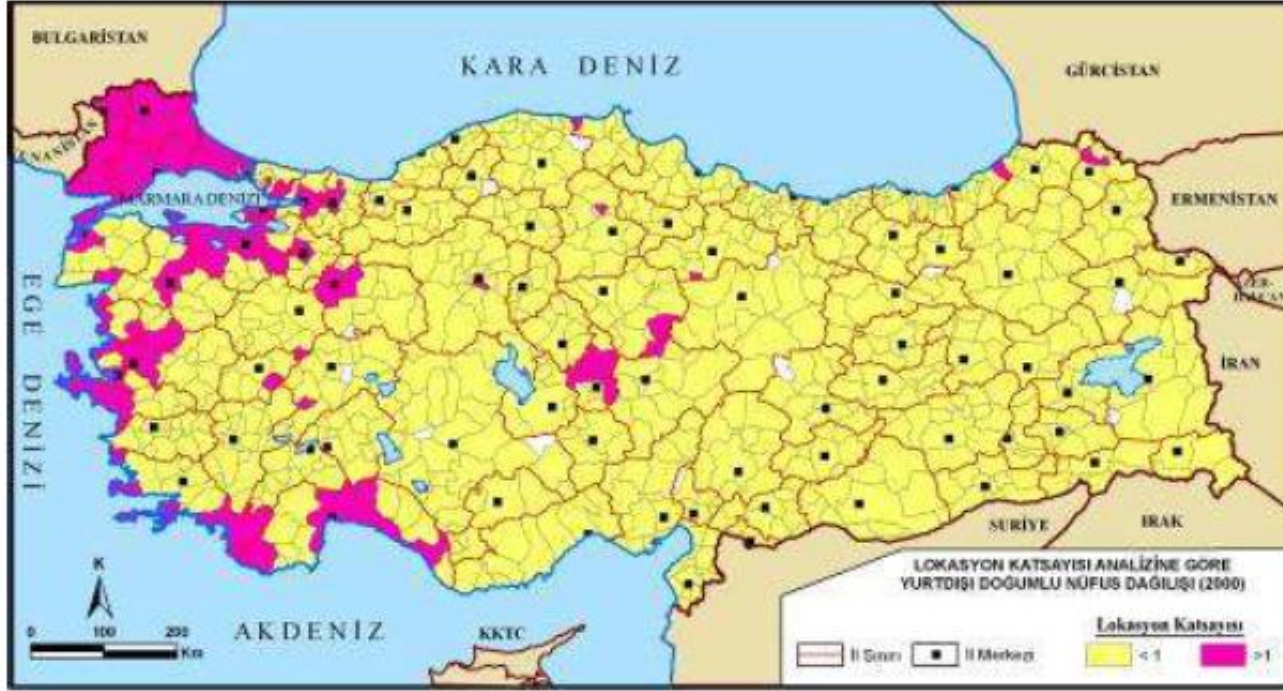 BULGARİSTAN
KARA DENİZ
GÜRCİSTAN
MARMARA DENİZİ
ERMENİSTAN
EGE DENİZİ
İRAN
SURİYE
IRAK
K
0 100 200
Km
AKDENİZ
KKTC
LOKASYON KATSAYISI ANALİZİNE GÖRE
YURTDIŞI DOĞUMLU NÜFUS DAĞILIŞI (2000)
Lokasyon Katsayısı
İl Sınırı İl Merkezi < 1 >1